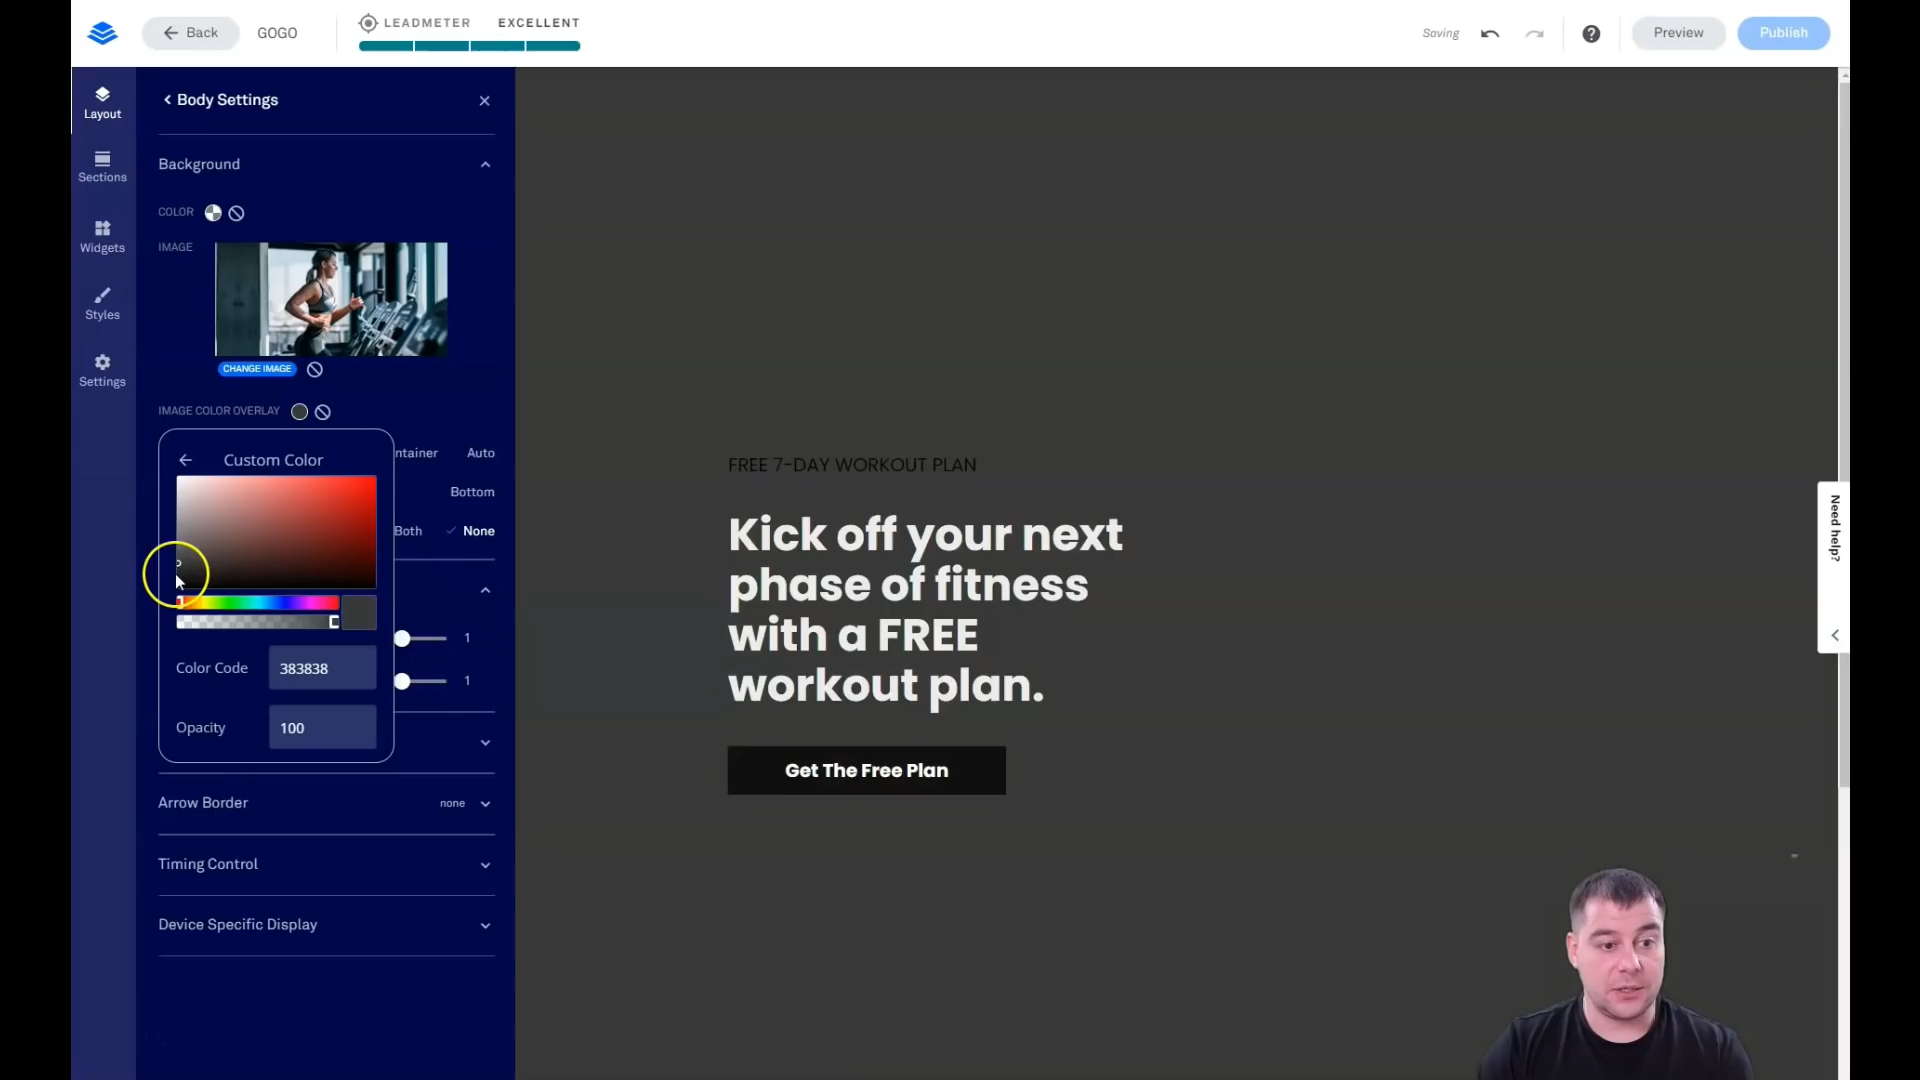 Back
GOGO
LEADMETER EXCELLENT
Saving
Preview
Publish
Layout
Sections
Widgets
Styles
Settings
Body Settings
Background
COLOR
IMAGE
CHANGE IMAGE
IMAGE COLOR OVERLAY
Custom Color
ntainer Auto
Bottom
Both None
1
1
Color Code 383838
Opacity 100
Arrow Border none
Timing Control
Device Specific Display
FREE 7-DAY WORKOUT PLAN
Kick off your next
phase of fitness
with a FREE
workout plan.
Get The Free Plan
Need help?